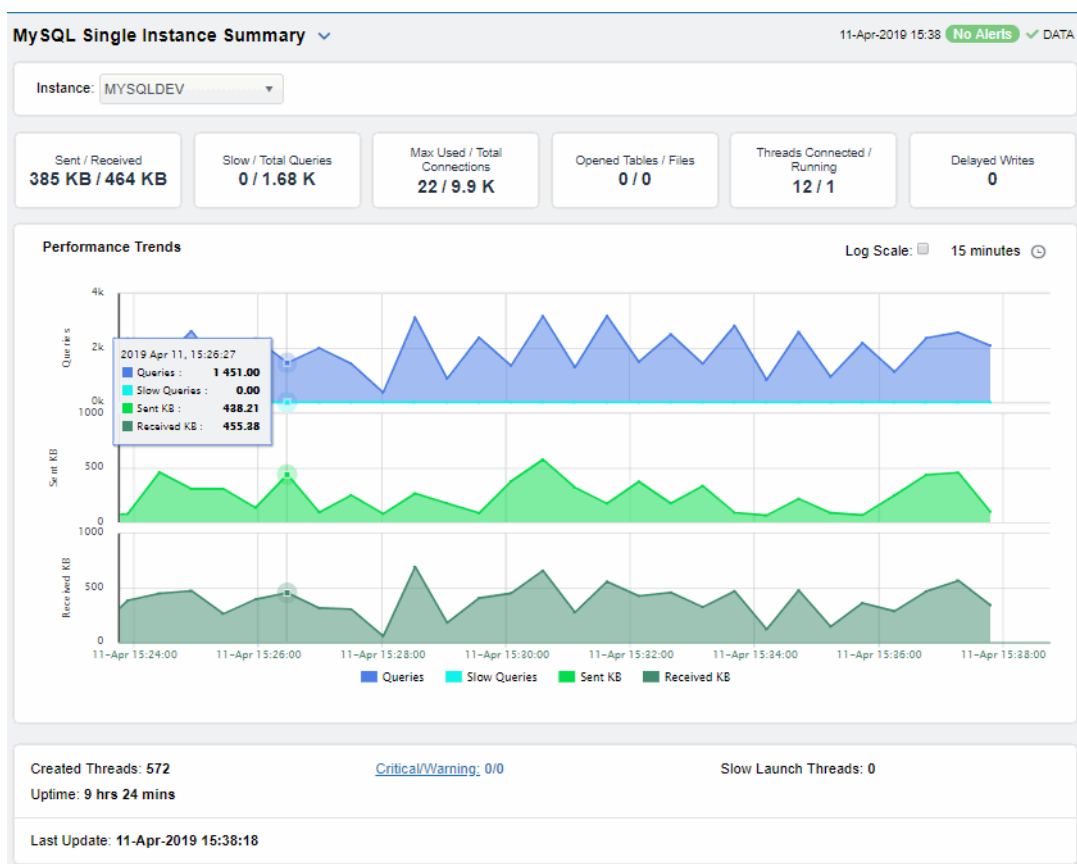 MySQL Single Instance Summary
11-Apr-2019 15:38 No Alerts DATA
Instance: MYSQLDEV
Sent / Received
385 KB / 464 KB
Slow / Total Queries
0 / 1.68 K
Max Used / Total
Connections
22 / 9.9 K
Opened Tables / Files
0 / 0
Threads Connected /
Running
12 / 1
Delayed Writes
0
Performance Trends
Log Scale: 15 minutes
4k
2k
0k
Queries
2019 Apr 11, 15:26:27
Queries : 1 451.00
Slow Queries : 0.00
Sent KB : 438.21
Received KB : 455.38
1000
500
0
Sent KB
1000
500
0
Received KB
11-Apr 15:24:00 11-Apr 15:26:00 11-Apr 15:28:00 11-Apr 15:30:00 11-Apr 15:32:00 11-Apr 15:34:00 11-Apr 15:36:00 11-Apr 15:38:00
Queries Slow Queries Sent KB Received KB
Created Threads: 572 Critical/Warning: 0/0 Slow Launch Threads: 0
Uptime: 9 hrs 24 mins
Last Update: 11-Apr-2019 15:38:18